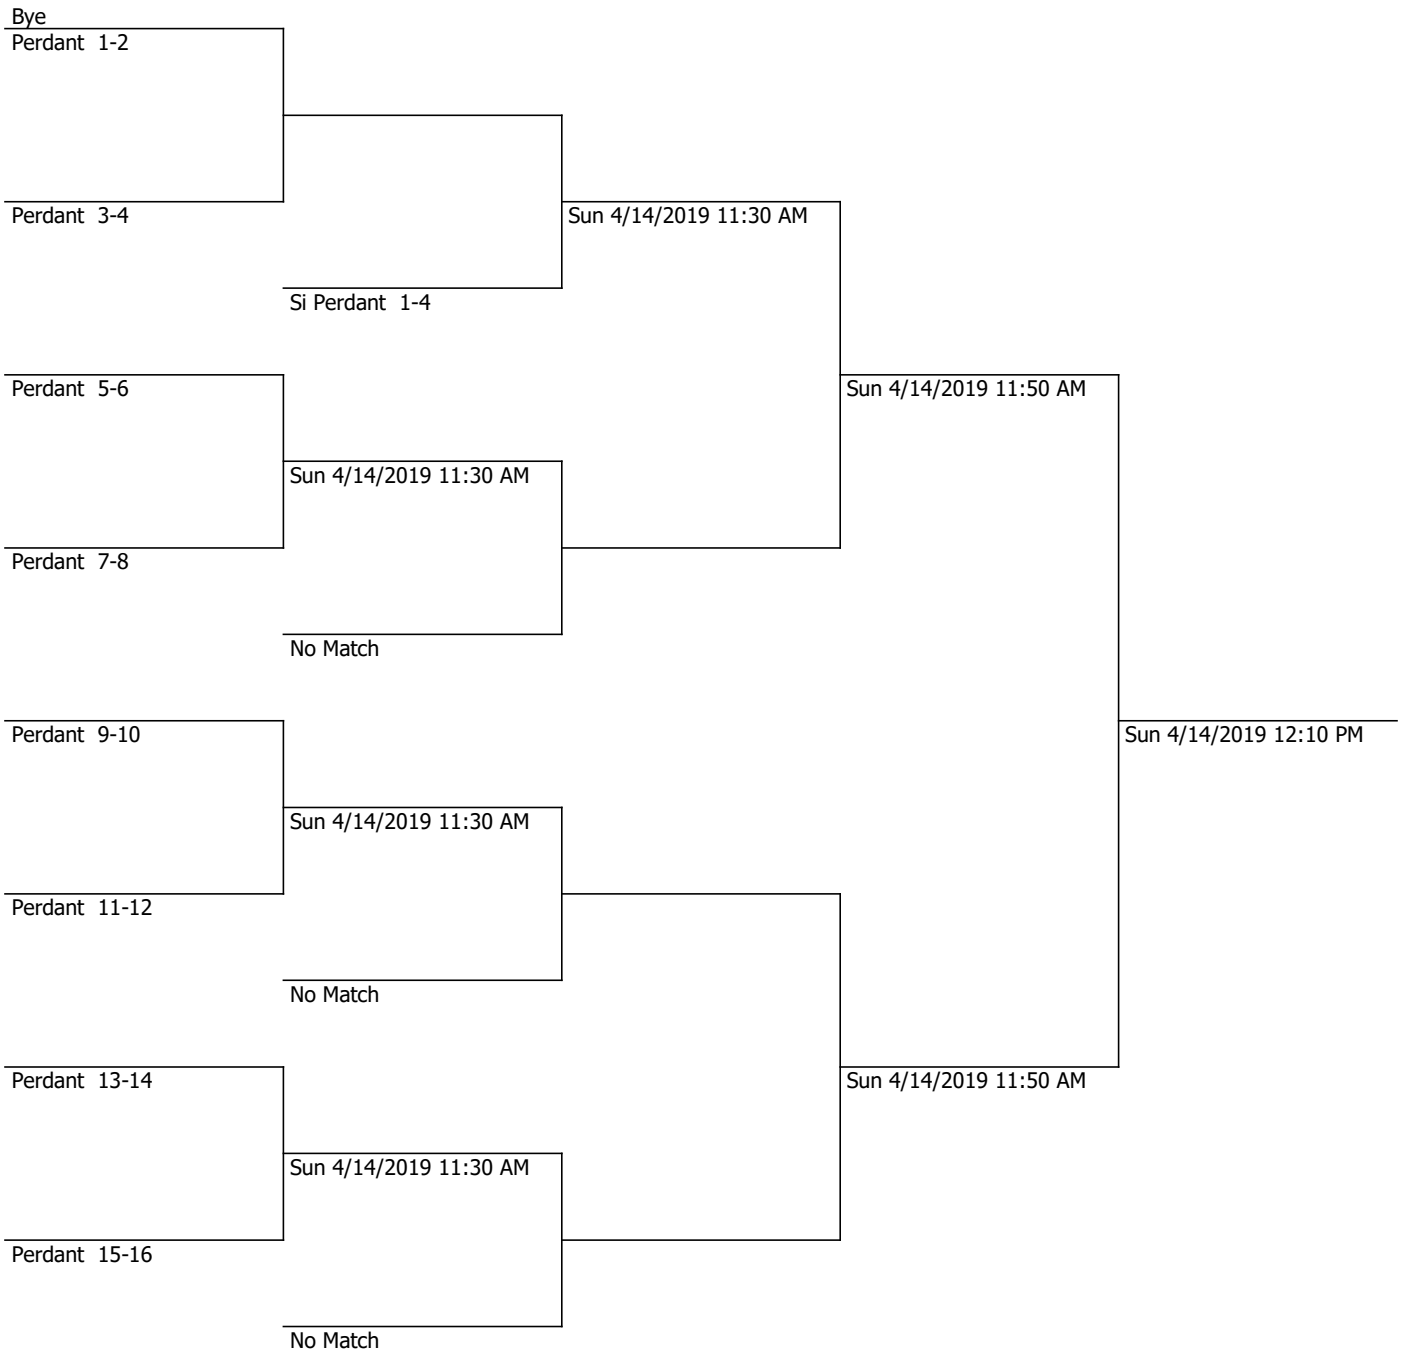 Bye
Perdant  1-2
Perdant  3-4
Sun 4/14/2019 11:30 AM
Si Perdant  1-4
Perdant  5-6
Sun 4/14/2019 11:50 AM
Sun 4/14/2019 11:30 AM
Perdant  7-8
No Match
Perdant  9-10
Sun 4/14/2019 12:10 PM
Sun 4/14/2019 11:30 AM
Perdant  11-12
No Match
Perdant  13-14
Sun 4/14/2019 11:50 AM
Sun 4/14/2019 11:30 AM
Perdant  15-16
No Match